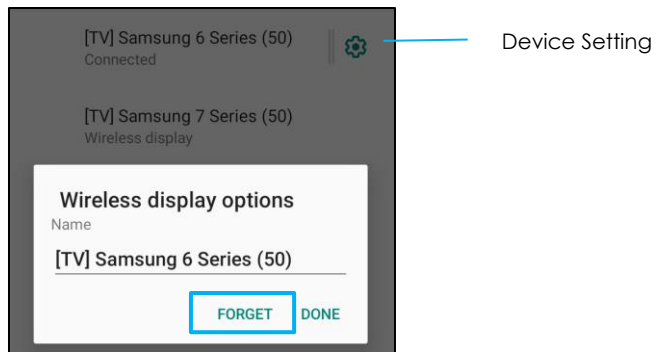 [TV] Samsung 6 Series (50)
Connected
Device Setting
[TV] Samsung 7 Series (50)
Wireless display
Wireless display options
Name
[TV] Samsung 6 Series (50)
FORGET DONE